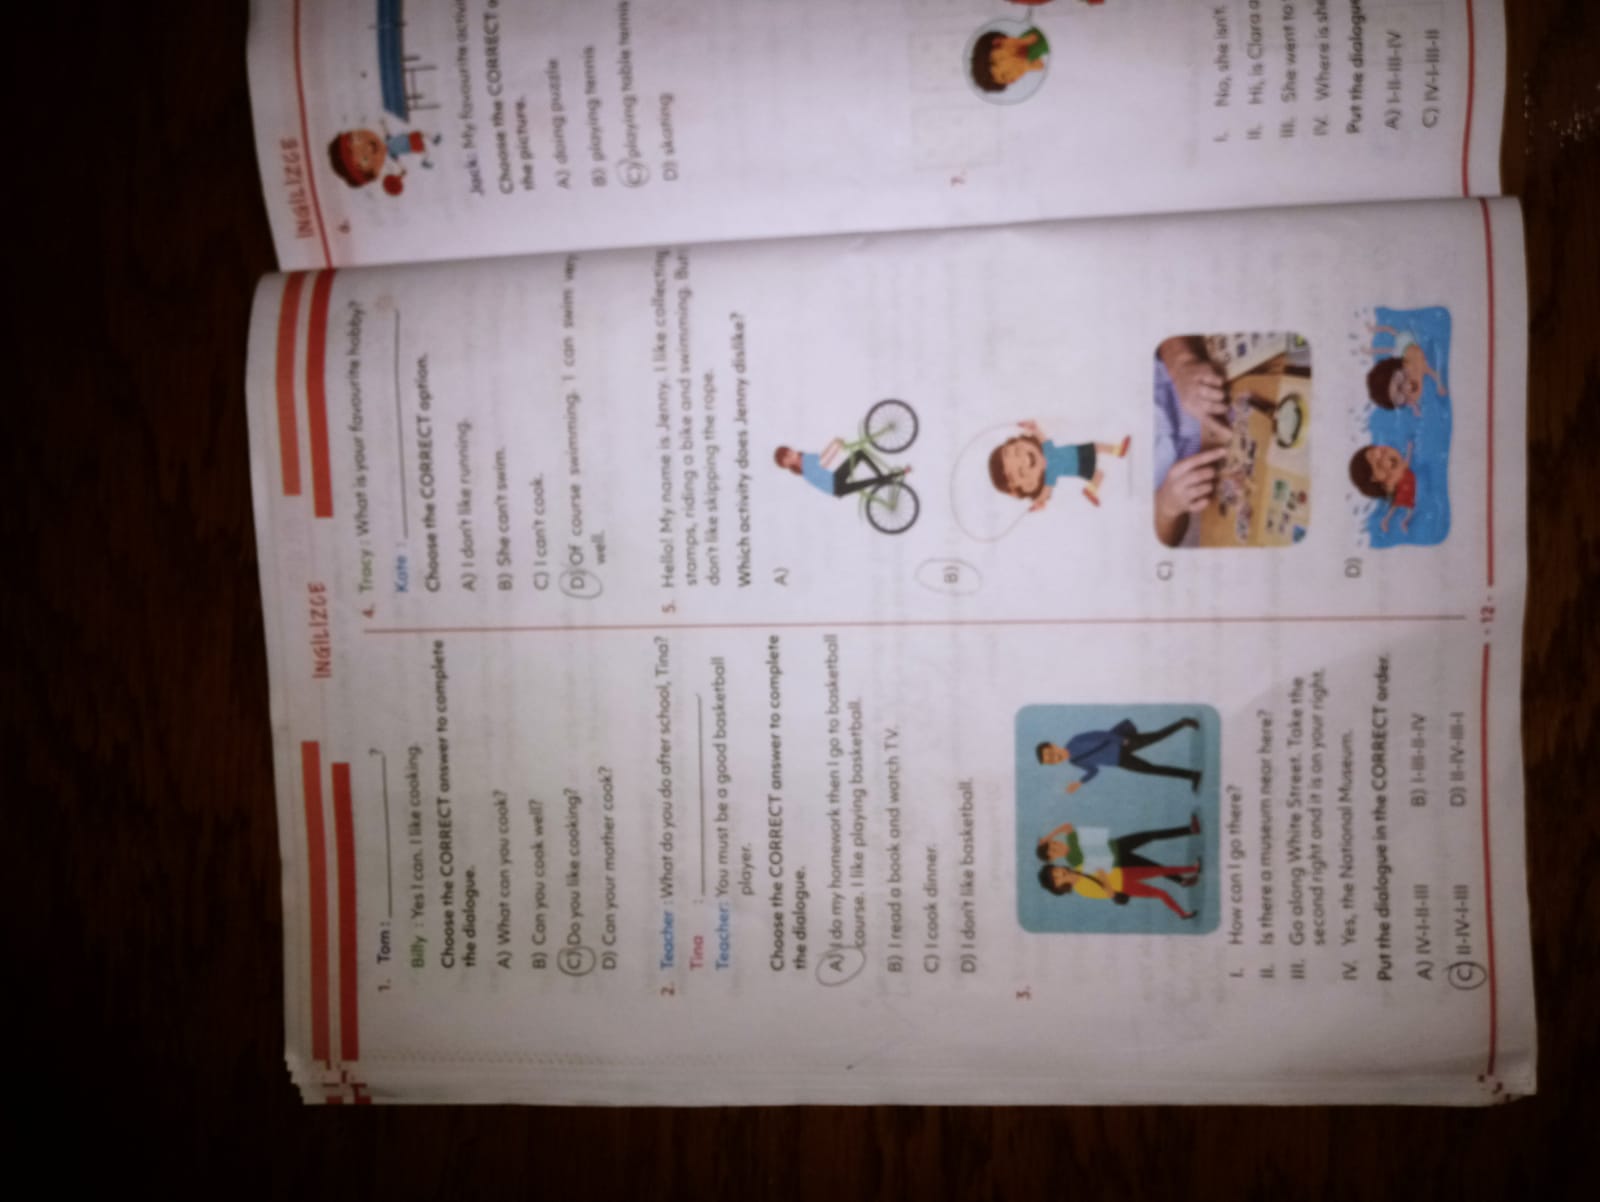 İNGİLİZCE
1. Tom : ____________________?
Billy : Yes I can. I like cooking.
Choose the CORRECT answer to complete
the dialogue.
A) What can you cook?
B) Can you cook well?
C) Do you like cooking?
D) Can your mother cook?
2. Teacher : What do you do after school, Tina?
Tina : ____________________.
Teacher: You must be a good basketball
player.
Choose the CORRECT answer to complete
the dialogue.
A) I do my homework then I go to basketball
course. I like playing basketball.
B) I read a book and watch TV.
C) I cook dinner.
D) I don't like basketball.
3.
I. How can I go there?
II. Is there a museum near here?
III. Go along White Street. Take the
second right and it is on your right.
IV. Yes, the National Museum.
Put the dialogue in the CORRECT order.
A) IV-I-II-III
B) I-III-II-IV
C) II-IV-I-III
D) II-IV-III-I
4. Tracy : What is your favourite hobby?
Kate : ____________________.
Choose the CORRECT option.
A) I don't like running.
B) She can't swim.
C) I can't cook.
D) Of course swimming. I can swim very
well.
5. Hello! My name is Jenny. I like collecting
stamps, riding a bike and swimming. But
don't like skipping the rope.
Which activity does Jenny dislike?
A)
B)
C)
D)
- 12 -
İNGİLİZCE
6.
Jack: My favourite
Choose the CORRECT
the picture.
A) doing puzzle
B) playing tennis
C) playing table tennis
D) skating
7.
I. No, she isn't.
II. Hi, is Clara
III. She went to
IV. Where is she
Put the dialogue
A) I-II-III-IV
C) IV-I-III-II